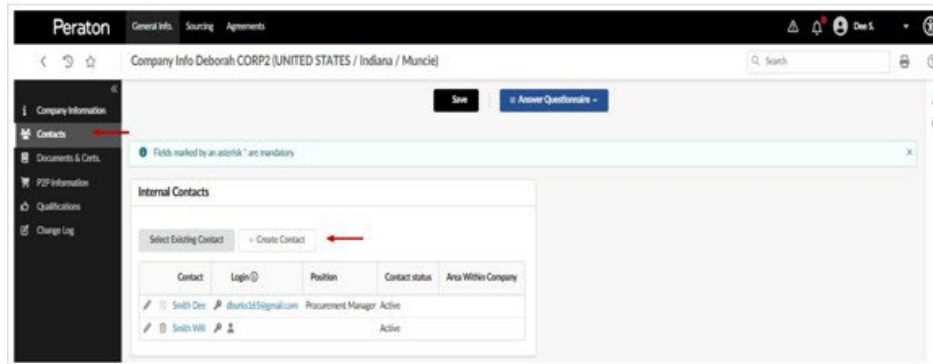 Peraton General Info. Sourcing Agreements Dee S.
Company Info Deborah CORP2 (UNITED STATES / Indiana / Muncie) Search
Save Answer Questionnaire
Company Information
Contacts
Documents & Certs.
P2P Information
Qualifications
Change Log
Fields marked by an asterisk * are mandatory X
Internal Contacts
Select Existing Contact + Create Contact
Contact Login Position Contact status Area Within Company
Smith Dee Procurement Manager Active
Smith Will Active